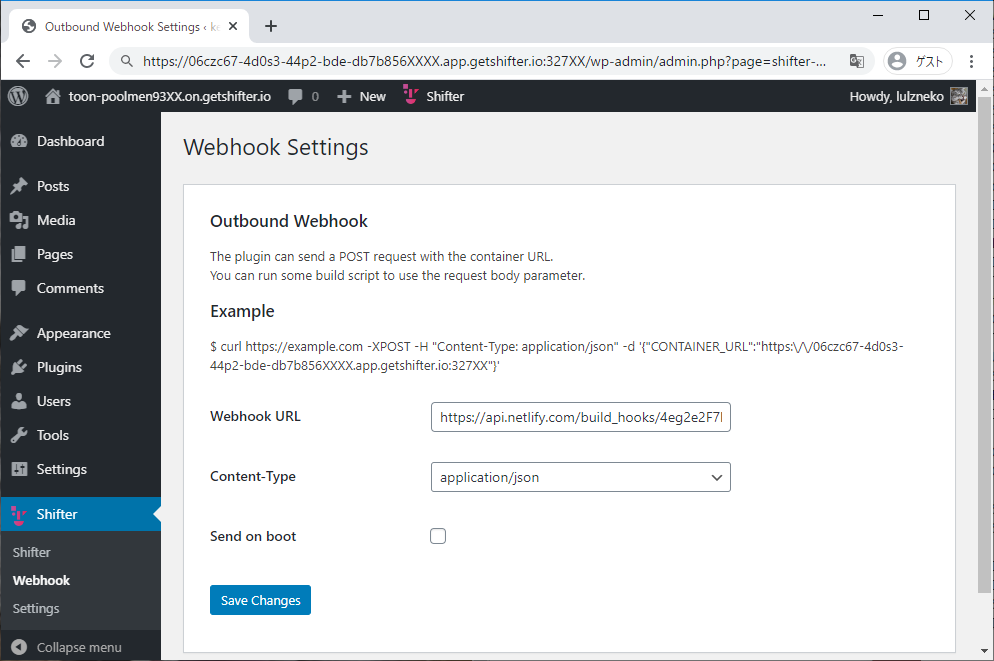 Outbound Webhook Settings ‹ ke
https://06czc67-4d0s3-44p2-bde-db7b856XXXX.app.getshifter.io:327XX/wp-admin/admin.php?page=shifter-...
ゲスト
toon-poolmen93XX.on.getshifter.io
0
New
Shifter
Howdy, lulzneko
Dashboard
Posts
Media
Pages
Comments
Appearance
Plugins
Users
Tools
Settings
Shifter
Shifter
Webhook
Settings
Collapse menu
Webhook Settings
Outbound Webhook
The plugin can send a POST request with the container URL.
You can run some build script to use the request body parameter.
Example
$ curl https://example.com -XPOST -H "Content-Type: application/json" -d '{"CONTAINER_URL":"https:\/\/06czc67-4d0s3-
44p2-bde-db7b856XXXX.app.getshifter.io:327XX"}'
Webhook URL
https://api.netlify.com/build_hooks/4eg2e2F7
Content-Type
application/json
Send on boot
Save Changes